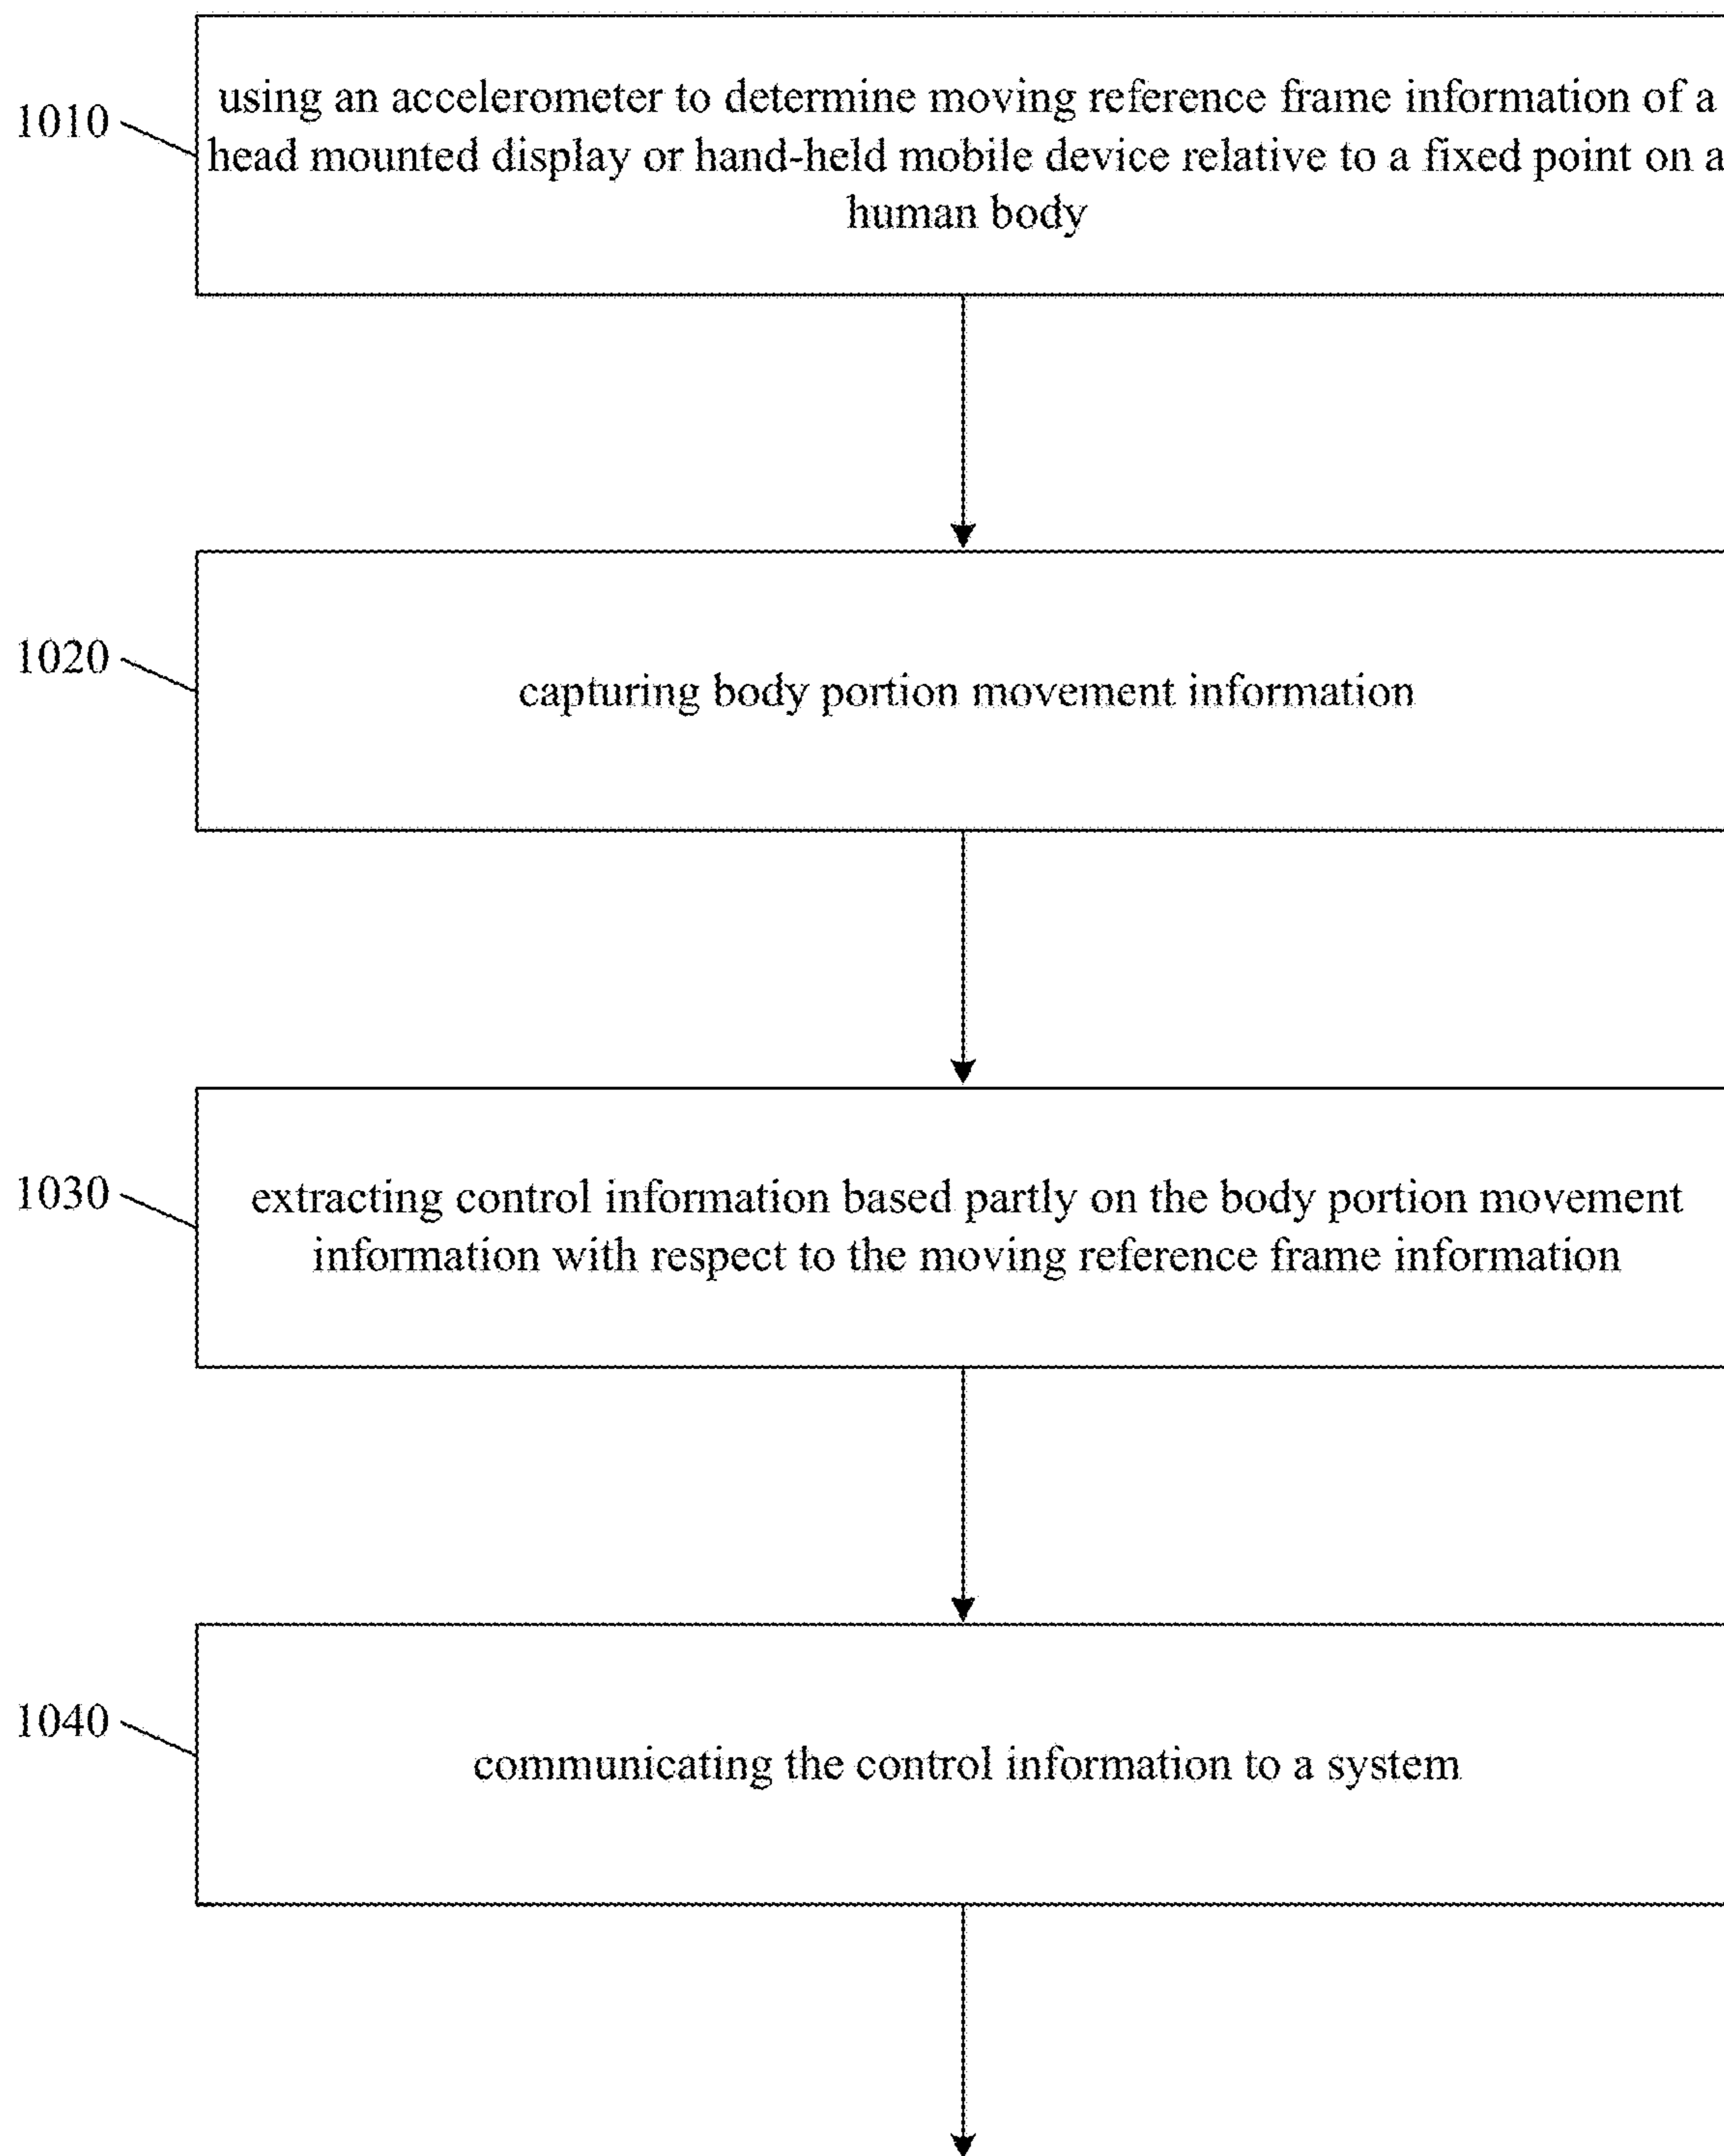 1010
using an accelerometer to determine moving reference frame information of a
head mounted display or hand-held mobile device relative to a fixed point on a
human body
1020
capturing body portion movement information
1030
extracting control information based partly on the body portion movement
information with respect to the moving reference frame information
1040
communicating the control information to a system